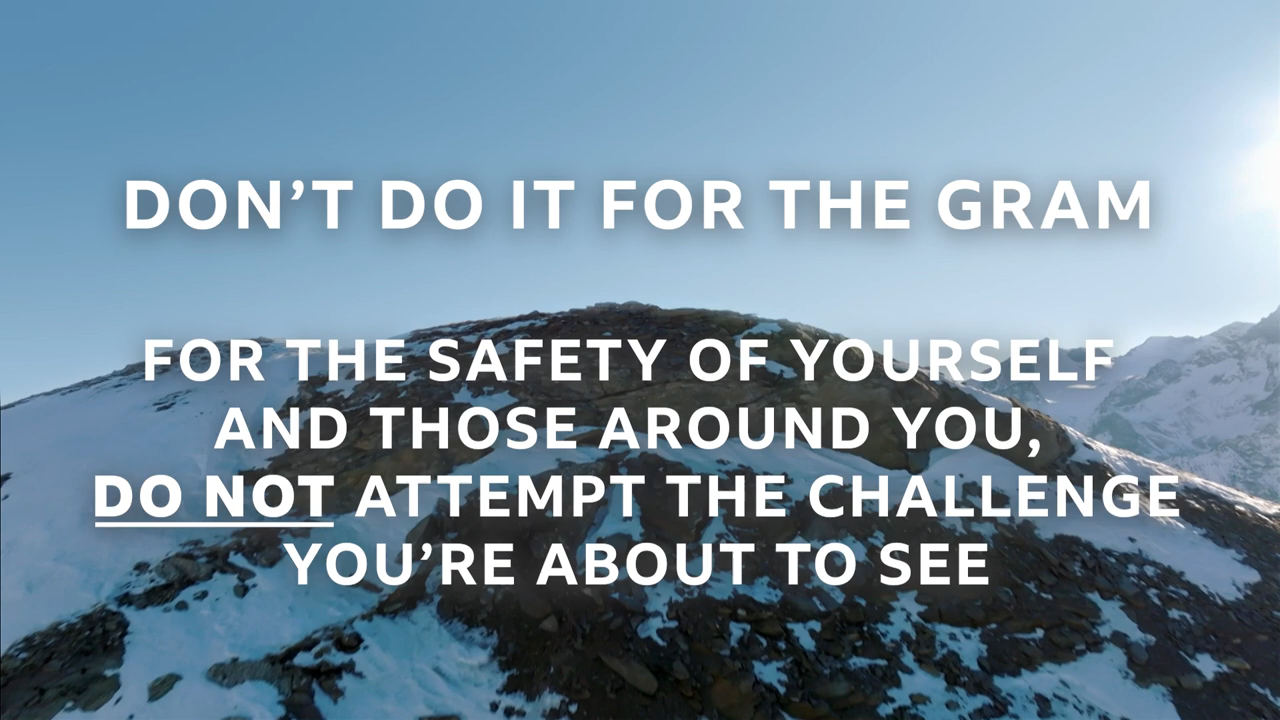 DON’T DO IT FOR THE GRAM
FOR THE SAFETY OF YOURSELF
AND THOSE AROUND YOU,
DO NOT ATTEMPT THE CHALLENGE
YOU’RE ABOUT TO SEE